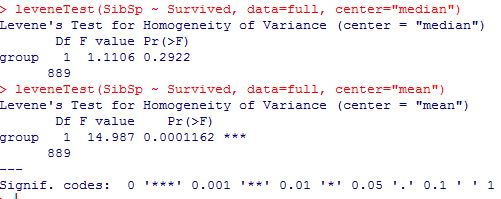 > leveneTest(SibSp ~ Survived, data=full, center="median")
Levene's Test for Homogeneity of Variance (center = "median")
       Df F value Pr(>F)
group   1  1.1106 0.2922
      889
> leveneTest(SibSp ~ Survived, data=full, center="mean")
Levene's Test for Homogeneity of Variance (center = "mean")
       Df F value    Pr(>F)
group   1  14.987 0.0001162 ***
      889
---
Signif. codes:  0 '***' 0.001 '**' 0.01 '*' 0.05 '.' 0.1 ' ' 1
>